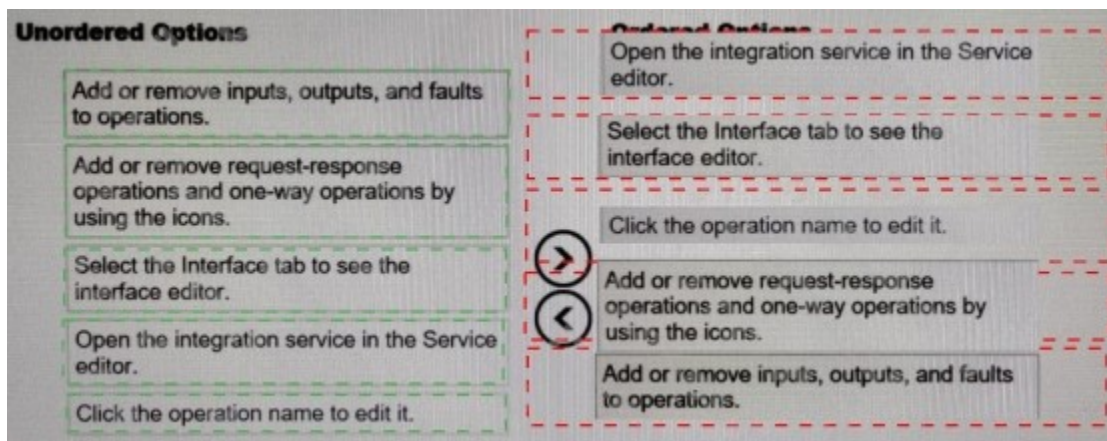 Unordered Options
Add or remove inputs, outputs, and faults
to operations.
Add or remove request-response
operations and one-way operations by
using the icons.
Select the Interface tab to see the
interface editor.
Open the integration service in the Service
editor.
Click the operation name to edit it.
Ordered Options
Open the integration service in the Service
editor.
Select the Interface tab to see the
interface editor.
Click the operation name to edit it.
Add or remove request-response
operations and one-way operations by
using the icons.
Add or remove inputs, outputs, and faults
to operations.